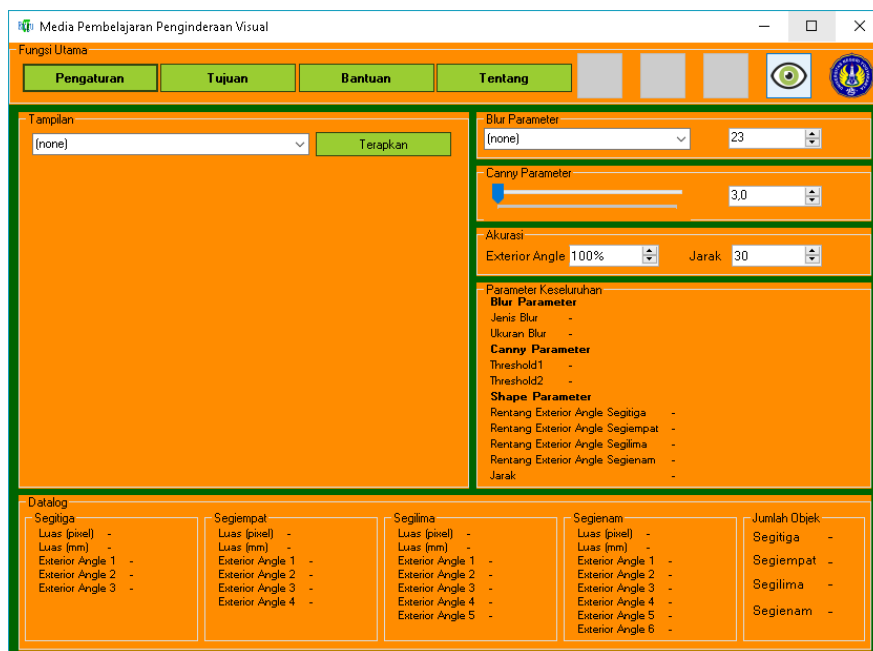 Media Pembelajaran Penginderaan Visual
Fungsi Utama
Pengaturan
Tujuan
Bantuan
Tentang
Tampilan
(none)
Terapkan
Blur Parameter
(none)
23
Canny Parameter
3,0
Akurasi
Exterior Angle 100%
Jarak 30
Parameter Keseluruhan
Blur Parameter
Jenis Blur -
Ukuran Blur -
Canny Parameter
Threshold1 -
Threshold2 -
Shape Parameter
Rentang Exterior Angle Segitiga -
Rentang Exterior Angle Segiempat -
Rentang Exterior Angle Segilima -
Rentang Exterior Angle Segienam -
Jarak -
Datalog
Segitiga
Luas (pixel) -
Luas (mm) -
Exterior Angle 1 -
Exterior Angle 2 -
Exterior Angle 3 -
Segiempat
Luas (pixel) -
Luas (mm) -
Exterior Angle 1 -
Exterior Angle 2 -
Exterior Angle 3 -
Exterior Angle 4 -
Segilima
Luas (pixel) -
Luas (mm) -
Exterior Angle 1 -
Exterior Angle 2 -
Exterior Angle 3 -
Exterior Angle 4 -
Exterior Angle 5 -
Segienam
Luas (pixel) -
Luas (mm) -
Exterior Angle 1 -
Exterior Angle 2 -
Exterior Angle 3 -
Exterior Angle 4 -
Exterior Angle 5 -
Exterior Angle 6 -
Jumlah Objek
Segitiga -
Segiempat -
Segilima -
Segienam -